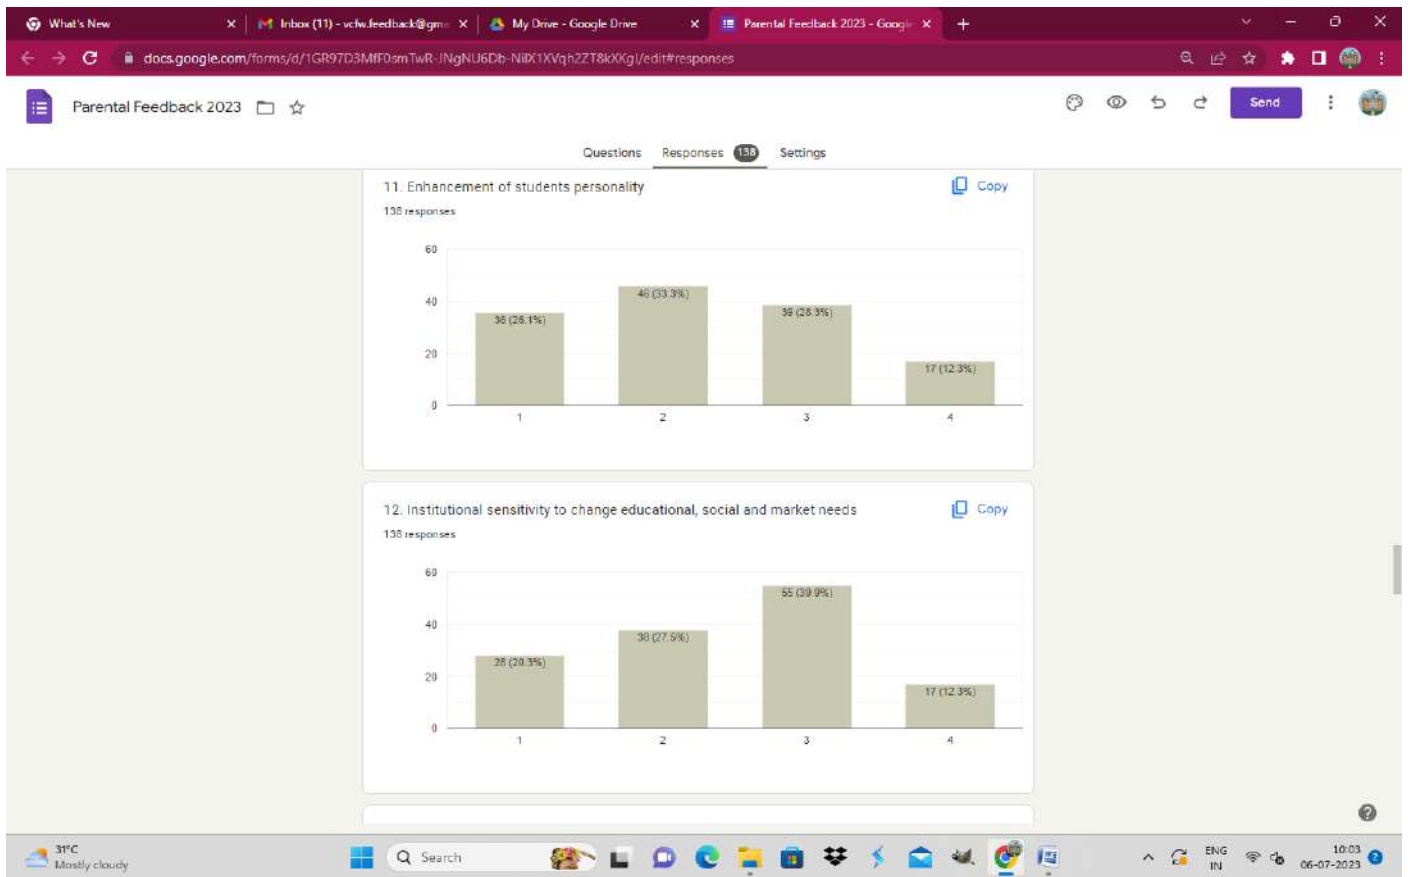 What's New
Inbox (11) - vcfw.feedback@gm
My Drive - Google Drive
Parental Feedback 2023 - Google
docs.google.com/forms/d/
/edit#responses
Parental Feedback 2023
Send
Questions Responses 138 Settings
11. Enhancement of students personality
Copy
138 responses
60
40
20
0
36 (26.1%)
46 (33.3%)
39 (28.3%)
17 (12.3%)
1 2 3 4
12. Institutional sensitivity to change educational, social and market needs
Copy
138 responses
60
40
20
0
28 (20.3%)
38 (27.5%)
55 (39.9%)
17 (12.3%)
1 2 3 4
31°C
Mostly cloudy
Search
ENG
IN
10:03
06-07-2023
2